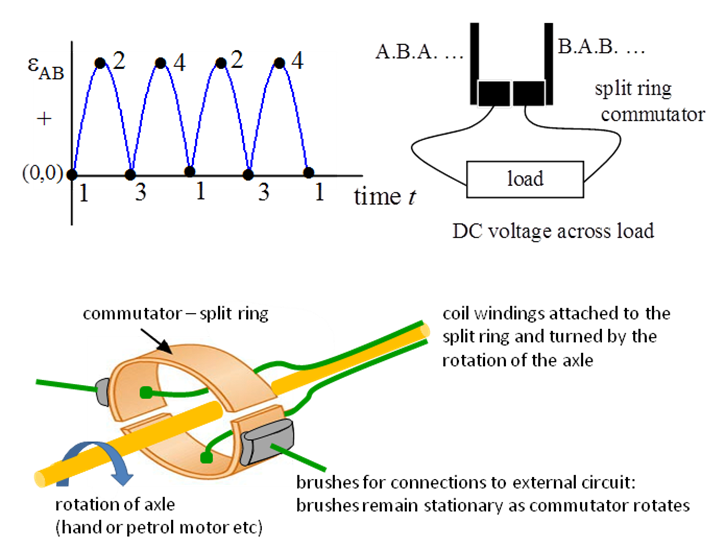 εAB
+
(0,0)
2 4 2 4
1 3 1 3 1
time t
A.B.A. ...
B.A.B. ...
split ring
commutator
load
DC voltage across load
commutator – split ring
coil windings attached to the
split ring and turned by the
rotation of the axle
rotation of axle
(hand or petrol motor etc)
brushes for connections to external circuit:
brushes remain stationary as commutator rotates